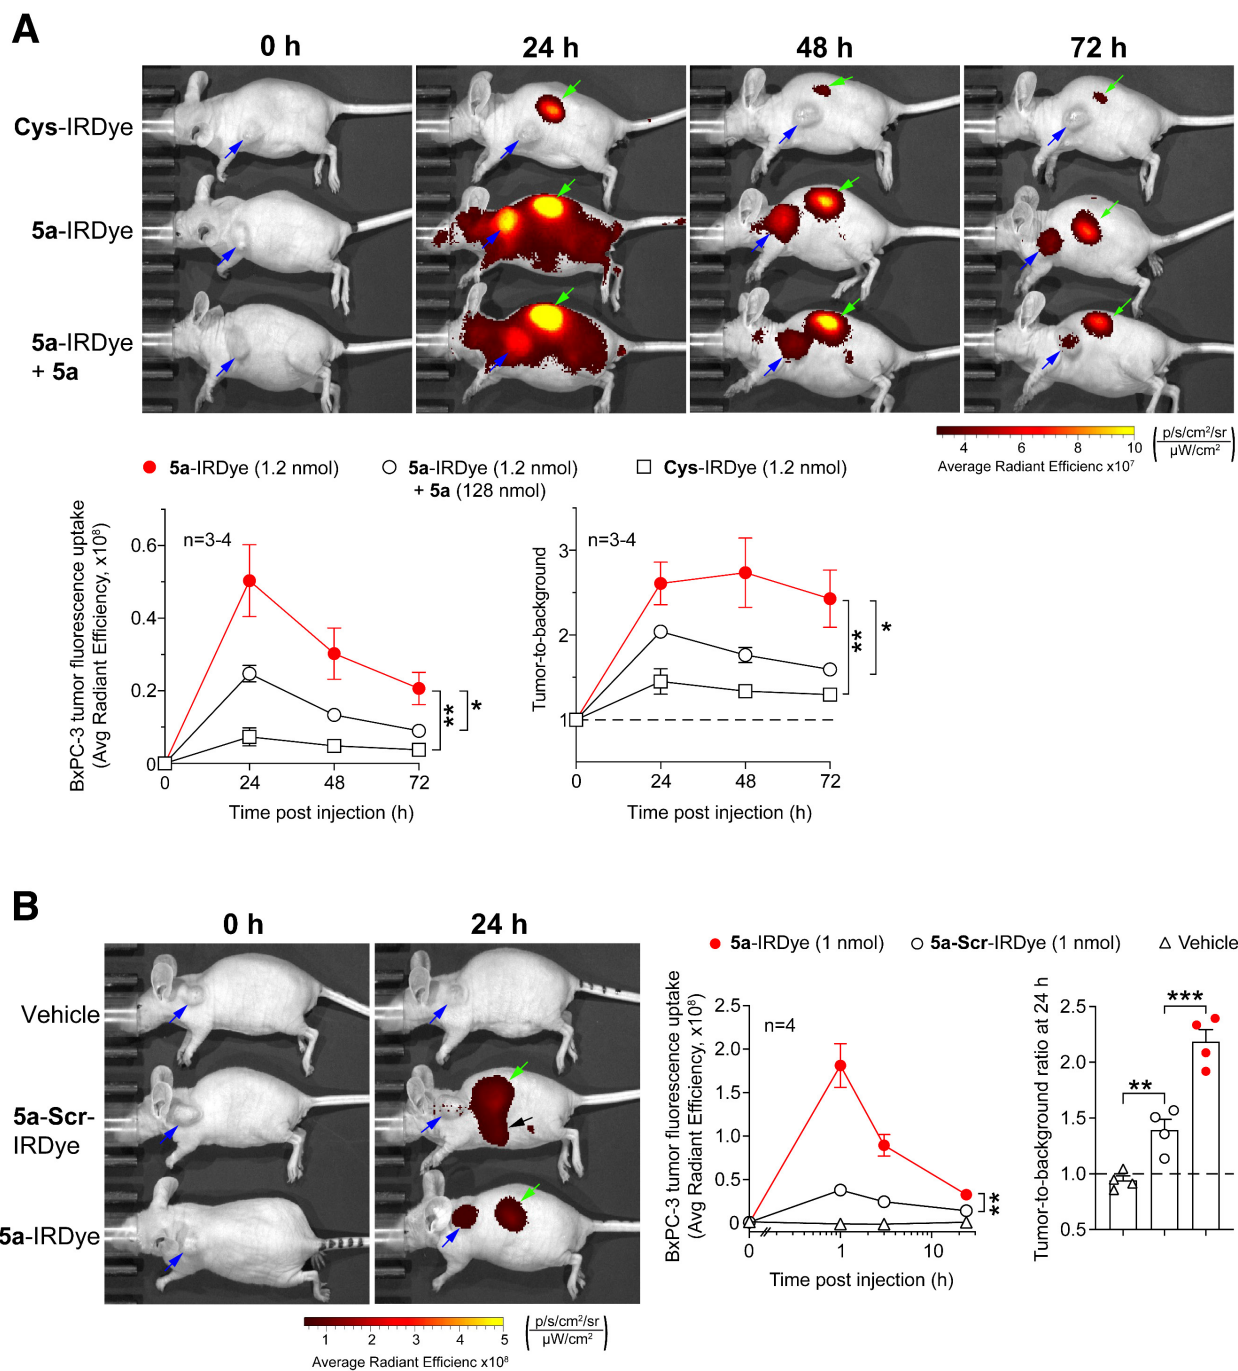 A
0 h
24 h
48 h
72 h
Cys-IRDye
5a-IRDye
5a-IRDye
+ 5a
4 6 8 10
Average Radiant Efficienc x10⁷
p/s/cm²/sr
µW/cm²
5a-IRDye (1.2 nmol)
5a-IRDye (1.2 nmol)
+ 5a (128 nmol)
Cys-IRDye (1.2 nmol)
BxPC-3 tumor fluorescence uptake
(Avg Radiant Efficiency, x10⁸)
n=3-4
0.6
0.4
0.2
0
0 24 48 72
Time post injection (h)
**
*
Tumor-to-background
n=3-4
3
2
1
0 24 48 72
Time post injection (h)
**
*
B
0 h
24 h
Vehicle
5a-Scr-
IRDye
5a-IRDye
1 2 3 4 5
Average Radiant Efficienc x10⁸
p/s/cm²/sr
µW/cm²
5a-IRDye (1 nmol)
5a-Scr-IRDye (1 nmol)
Vehicle
BxPC-3 tumor fluorescence uptake
(Avg Radiant Efficiency, x10⁸)
n=4
2.5
2.0
1.5
1.0
0.5
0
0 1 10
Time post injection (h)
**
Tumor-to-background ratio at 24 h
2.5
2.0
1.5
1.0
0.5
**
***